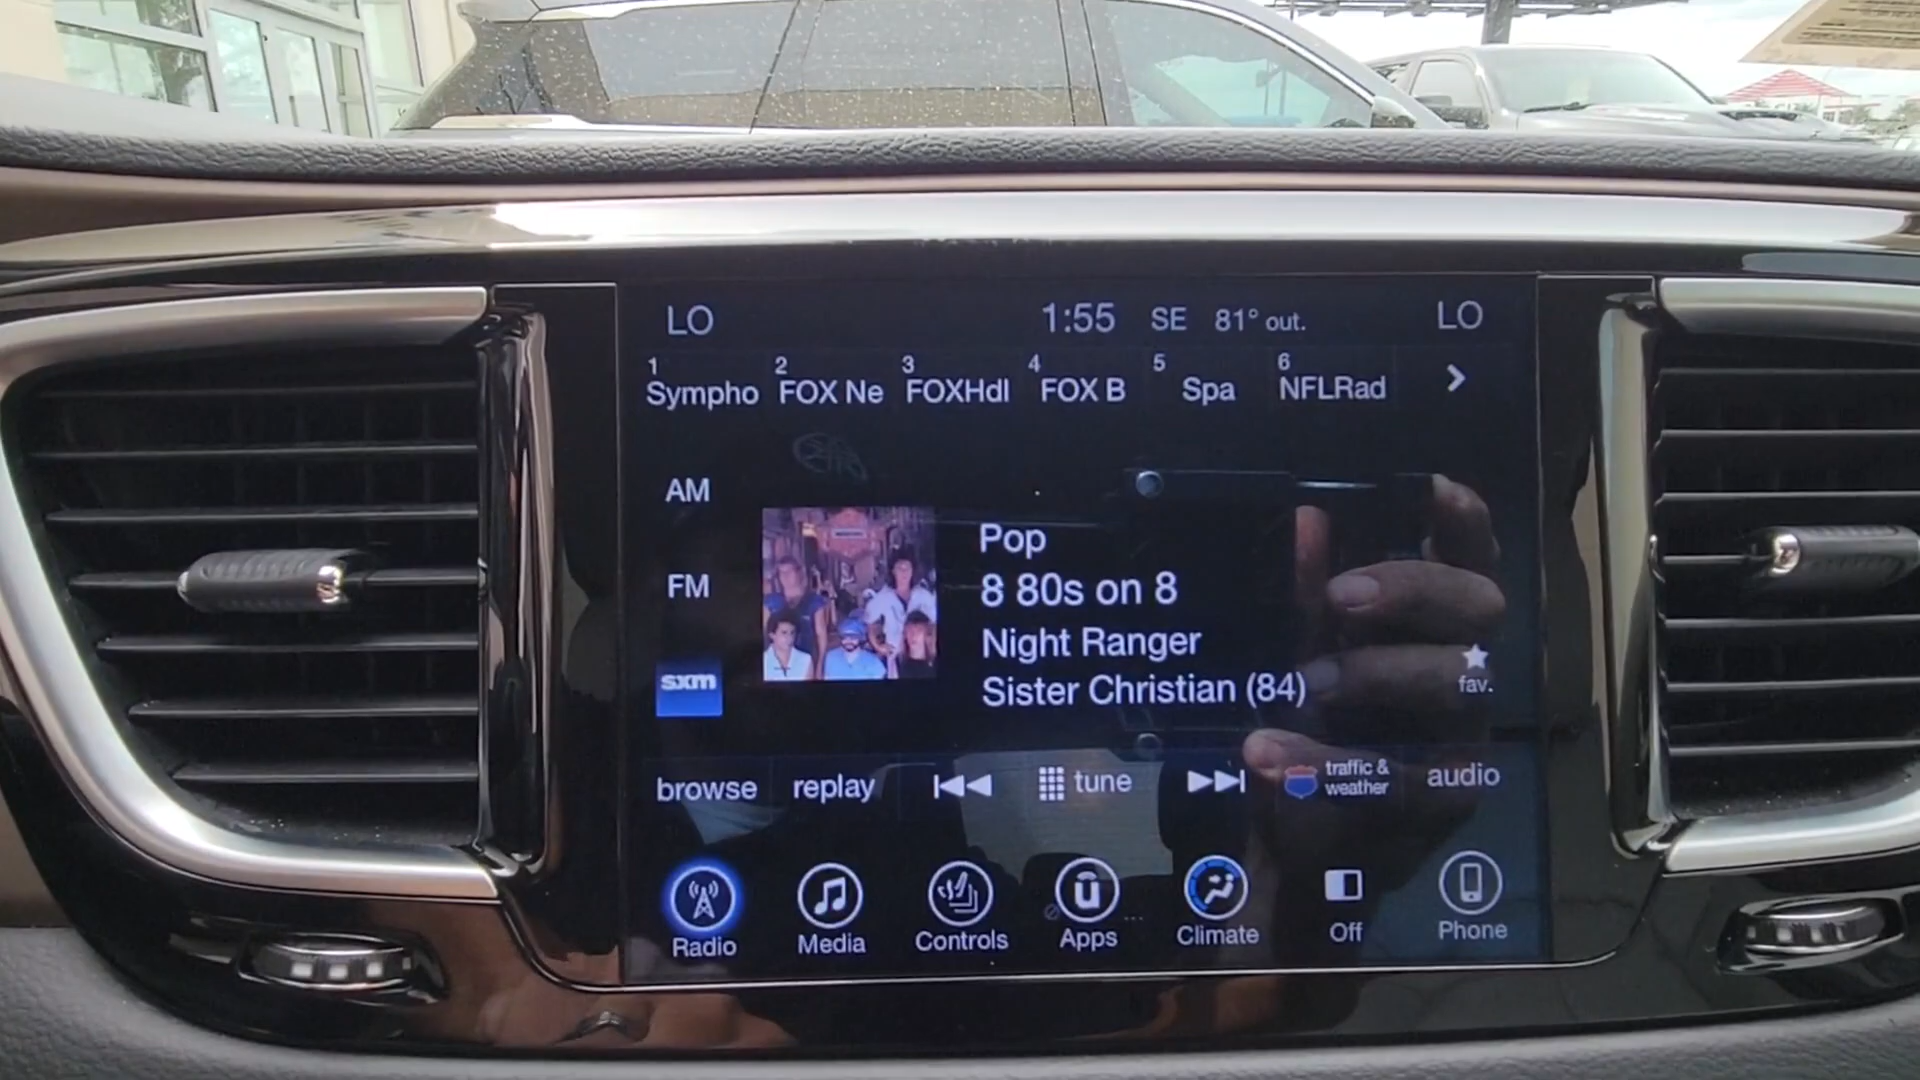 LO 1:55 SE 81° out. LO
1 Sympho 2 FOX Ne 3 FOXHdl 4 FOX B 5 Spa 6 NFLRad
AM
FM
sxm
Pop
8 80s on 8
Night Ranger
Sister Christian (84)
fav.
browse replay tune traffic & weather audio
Radio Media Controls Apps Climate Off Phone